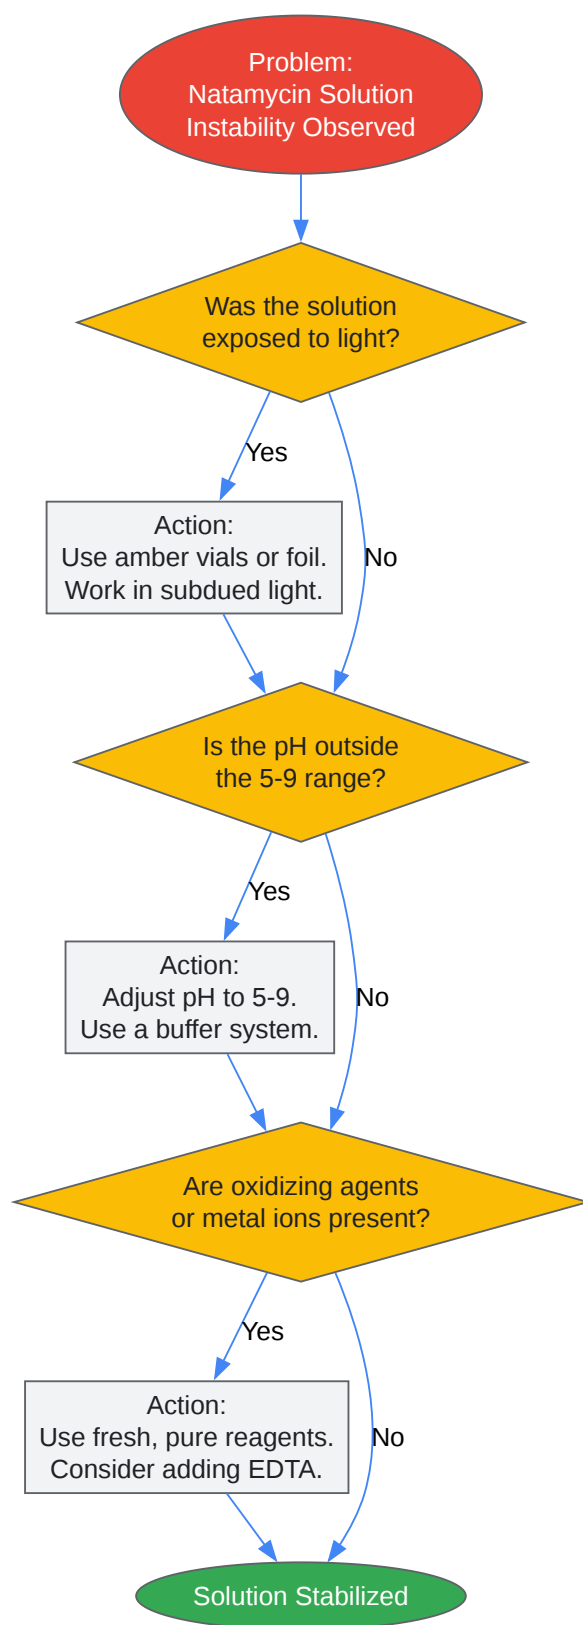 Problem:
Natamycin Solution
Instability Observed
Was the solution
exposed to light?
Yes
No
Action:
Use amber vials or foil.
Work in subdued light.
Is the pH outside
the 5-9 range?
Yes
No
Action:
Adjust pH to 5-9.
Use a buffer system.
Are oxidizing agents
or metal ions present?
Yes
No
Action:
Use fresh, pure reagents.
Consider adding EDTA.
Solution Stabilized